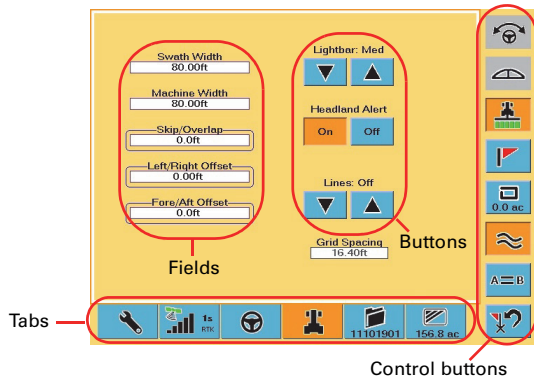 Swath Width
80.00ft
Machine Width
80.00ft
Skip/Overlap
0.0ft
Left/Right Offset
0.00ft
Fore/Aft Offset
0.0ft
Fields
Lightbar: Med
Headland Alert
On Off
Lines: Off
Buttons
Grid Spacing
16.40ft
0.0 ac
A=B
Tabs
1s
RTK
11101901
156.8 ac
Control buttons